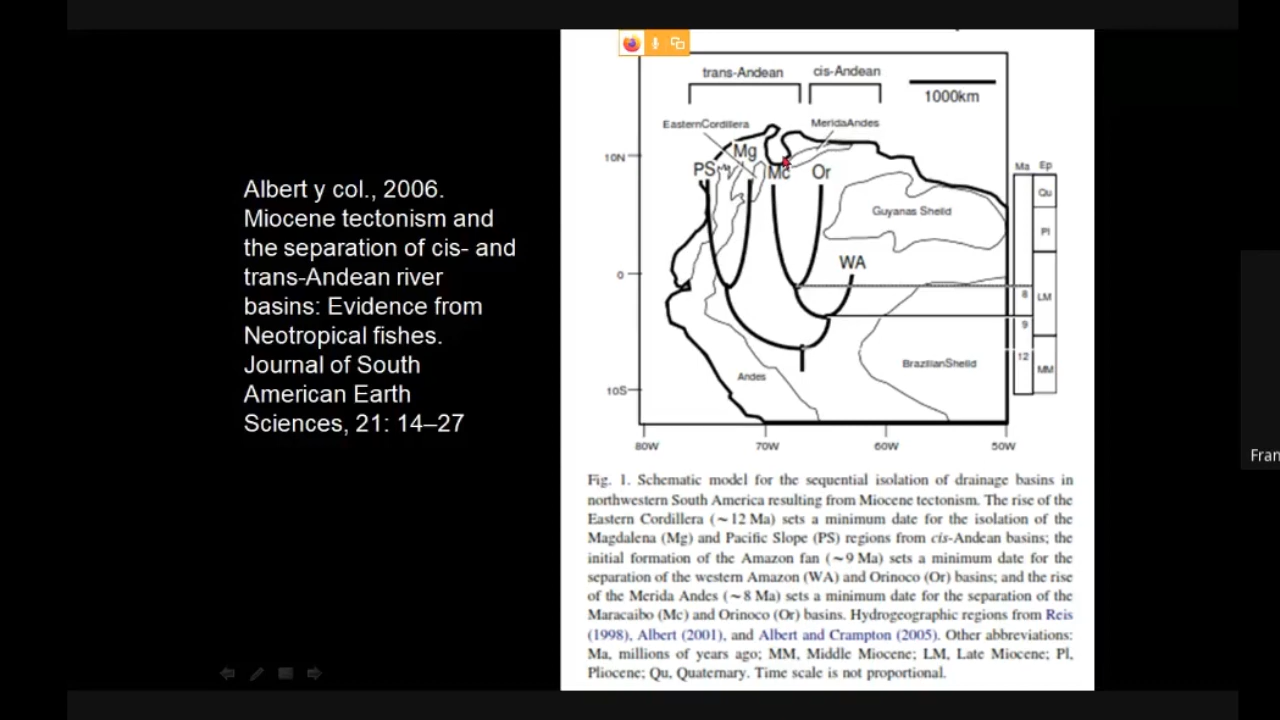 Albert y col., 2006.
Miocene tectonism and
the separation of cis- and
trans-Andean river
basins: Evidence from
Neotropical fishes.
Journal of South
American Earth
Sciences, 21: 14–27
trans-Andean
cis-Andean
1000km
EasternCordillera
MeridaAndes
10N
PS
Mg
Mc
Or
Ma
Ep
Guyanas Sheild
Qu
Pl
0
WA
8
LM
9
12
BrazilianSheild
MM
Andes
10S
80W
70W
60W
50W
Fig. 1. Schematic model for the sequential isolation of drainage basins in
northwestern South America resulting from Miocene tectonism. The rise of the
Eastern Cordillera (~12 Ma) sets a minimum date for the isolation of the
Magdalena (Mg) and Pacific Slope (PS) regions from cis-Andean basins; the
initial formation of the Amazon fan (~9 Ma) sets a minimum date for the
separation of the western Amazon (WA) and Orinoco (Or) basins; and the rise
of the Merida Andes (~8 Ma) sets a minimum date for the separation of the
Maracaibo (Mc) and Orinoco (Or) basins. Hydrogeographic regions from Reis
(1998), Albert (2001), and Albert and Crampton (2005). Other abbreviations:
Ma, millions of years ago; MM, Middle Miocene; LM, Late Miocene; Pl,
Pliocene; Qu, Quaternary. Time scale is not proportional.
Fran